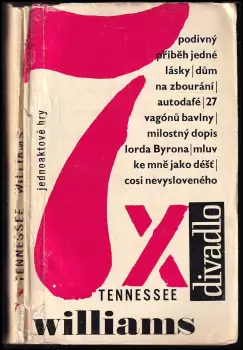 7
podivný
příběh jedné
lásky | dům
na zbourání |
autodafé | 27
vagónů bavlny |
milostný dopis
lorda Byrona | mluv
ke mně jako déšť |
cosi nevysloveného
jednoaktové hry
X
divadlo
TENNESSEE
williams
TENNESSEE
WILLIAMS